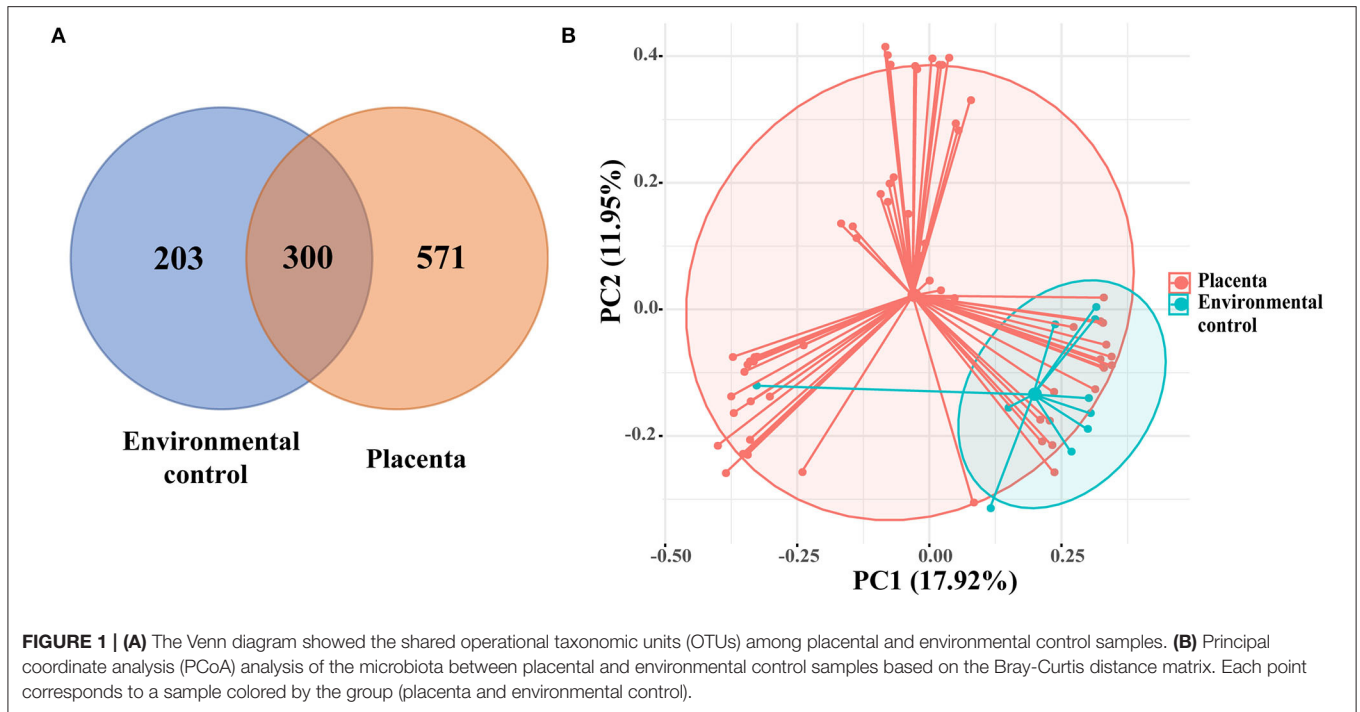 A
203
300
571
Environmental
control
Placenta
B
0.4
0.2
0.0
-0.2
PC2 (11.95%)
-0.50
-0.25
0.00
0.25
PC1 (17.92%)
Placenta
Environmental
control
FIGURE 1 | (A) The Venn diagram showed the shared operational taxonomic units (OTUs) among placental and environmental control samples. (B) Principal
coordinate analysis (PCoA) analysis of the microbiota between placental and environmental control samples based on the Bray-Curtis distance matrix. Each point
corresponds to a sample colored by the group (placenta and environmental control).